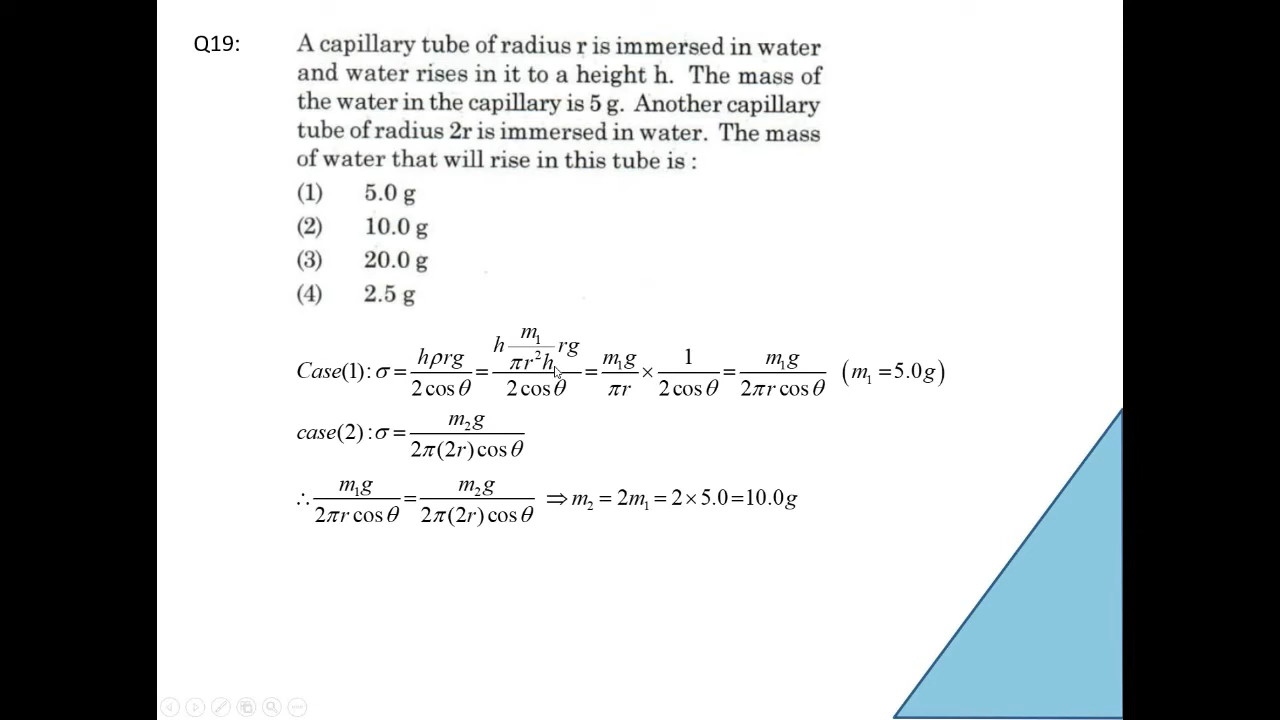 Q19:
A capillary tube of radius r is immersed in water
and water rises in it to a height h. The mass of
the water in the capillary is 5 g. Another capillary
tube of radius 2r is immersed in water. The mass
of water that will rise in this tube is :
(1) 5.0 g
(2) 10.0 g
(3) 20.0 g
(4) 2.5 g
Case(1): σ = hρrg / 2cosθ = h (m₁ / πr²h) rg / 2cosθ = m₁g / πr × 1 / 2cosθ = m₁g / 2πr cosθ (m₁ = 5.0g)
case(2): σ = m₂g / 2π(2r)cosθ
∴ m₁g / 2πr cosθ = m₂g / 2π(2r)cosθ ⇒ m₂ = 2m₁ = 2×5.0 = 10.0g